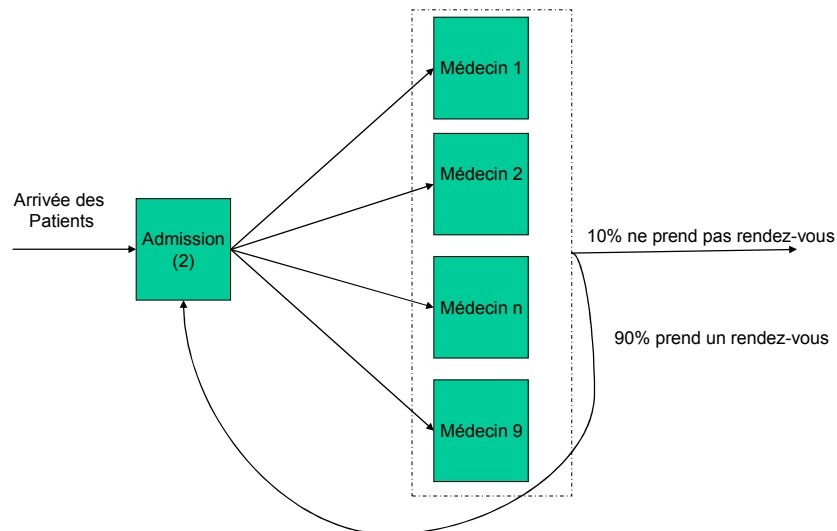 Médecin 1
Médecin 2
Arrivée des
Patients
Admission
(2)
10% ne prend pas rendez-vous
Médecin n
90% prend un rendez-vous
Médecin 9